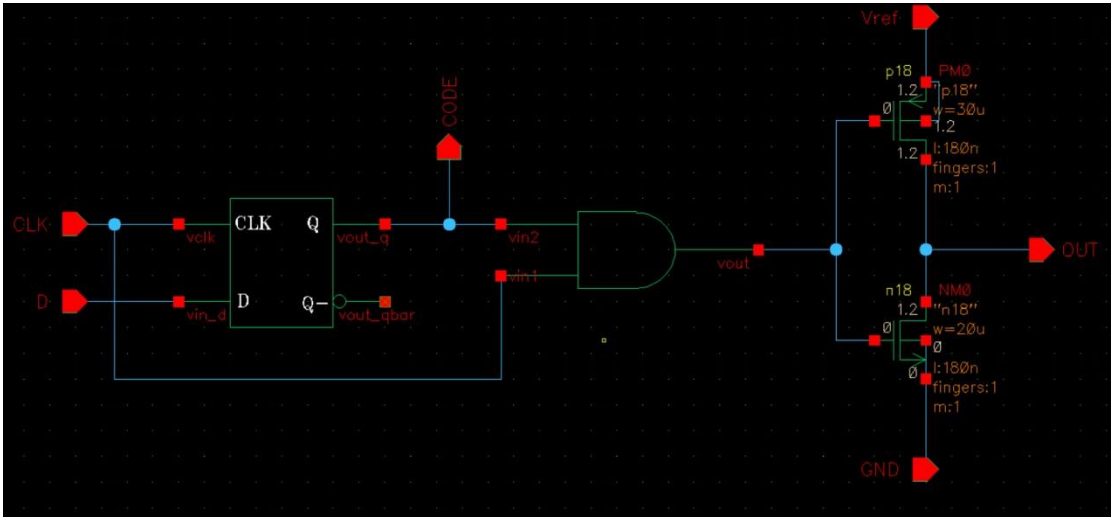 Vref
p18 PM0
1.2 "p18"
0 w=30u
1.2
1.2 l:180n
fingers:1
m:1
CODE
CLK
CLK Q
vclk vout_q vin2
vin1
vout
OUT
D
D Q-
vin_d vout_qbar
n18 NM0
1.2 "n18"
0 w=20u
0
0 l:180n
fingers:1
m:1
GND